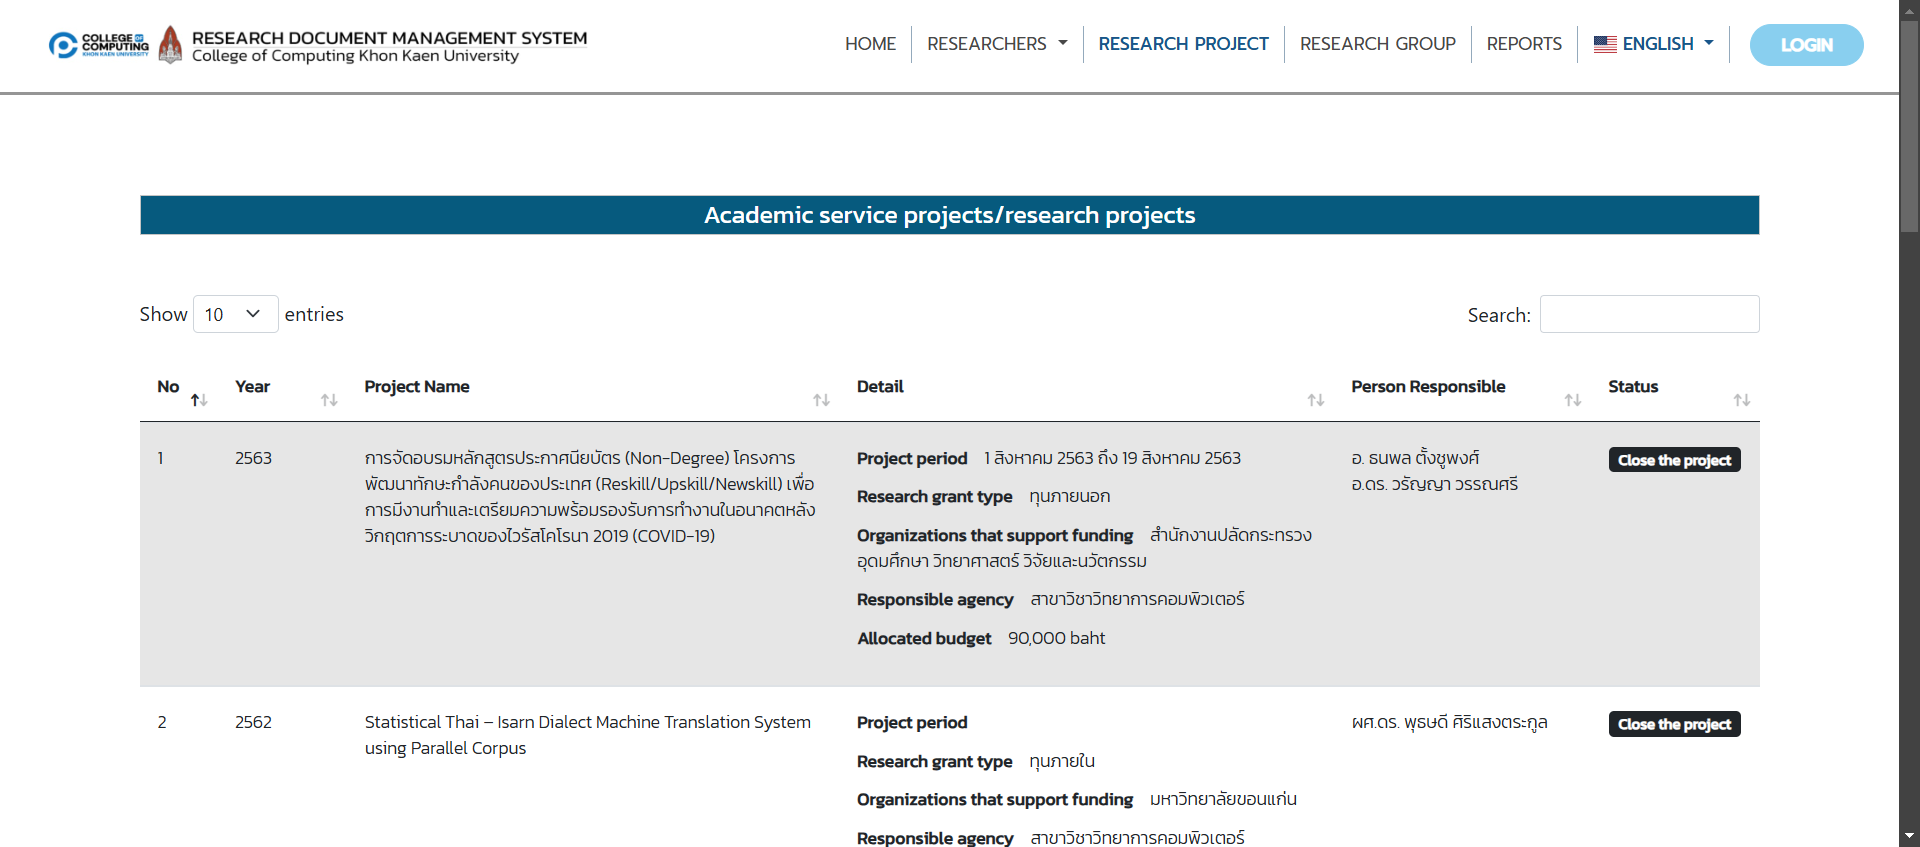 COLLEGE OF
COMPUTING
KHON KAEN UNIVERSITY
RESEARCH DOCUMENT MANAGEMENT SYSTEM
College of Computing Khon Kaen University
HOME
RESEARCHERS
RESEARCH PROJECT
RESEARCH GROUP
REPORTS
ENGLISH
LOGIN
Academic service projects/research projects
Show 10 entries
Search:
No Year Project Name Detail Person Responsible Status
1
2563
การจัดอบรมหลักสูตรประกาศนียบัตร (Non-Degree) โครงการ
พัฒนาทักษะกำลังคนของประเทศ (Reskill/Upskill/Newskill) เพื่อ
การมีงานทำและเตรียมความพร้อมรองรับการทำงานในอนาคตหลัง
วิกฤตการระบาดของไวรัสโคโรนา 2019 (COVID-19)
Project period 1 สิงหาคม 2563 ถึง 19 สิงหาคม 2563
Research grant type ทุนภายนอก
Organizations that support funding สำนักงานปลัดกระทรวง
อุดมศึกษา วิทยาศาสตร์ วิจัยและนวัตกรรม
Responsible agency สาขาวิชาวิทยาการคอมพิวเตอร์
Allocated budget 90,000 baht
อ. ธนพล ตั้งชูพงศ์
อ.ดร. วรัญญา วรรณศรี
Close the project
2
2562
Statistical Thai – Isarn Dialect Machine Translation System
using Parallel Corpus
Project period
Research grant type ทุนภายใน
Organizations that support funding มหาวิทยาลัยขอนแก่น
Responsible agency สาขาวิชาวิทยาการคอมพิวเตอร์
ผศ.ดร. พุธษดี ศิริแสงตระกูล
Close the project